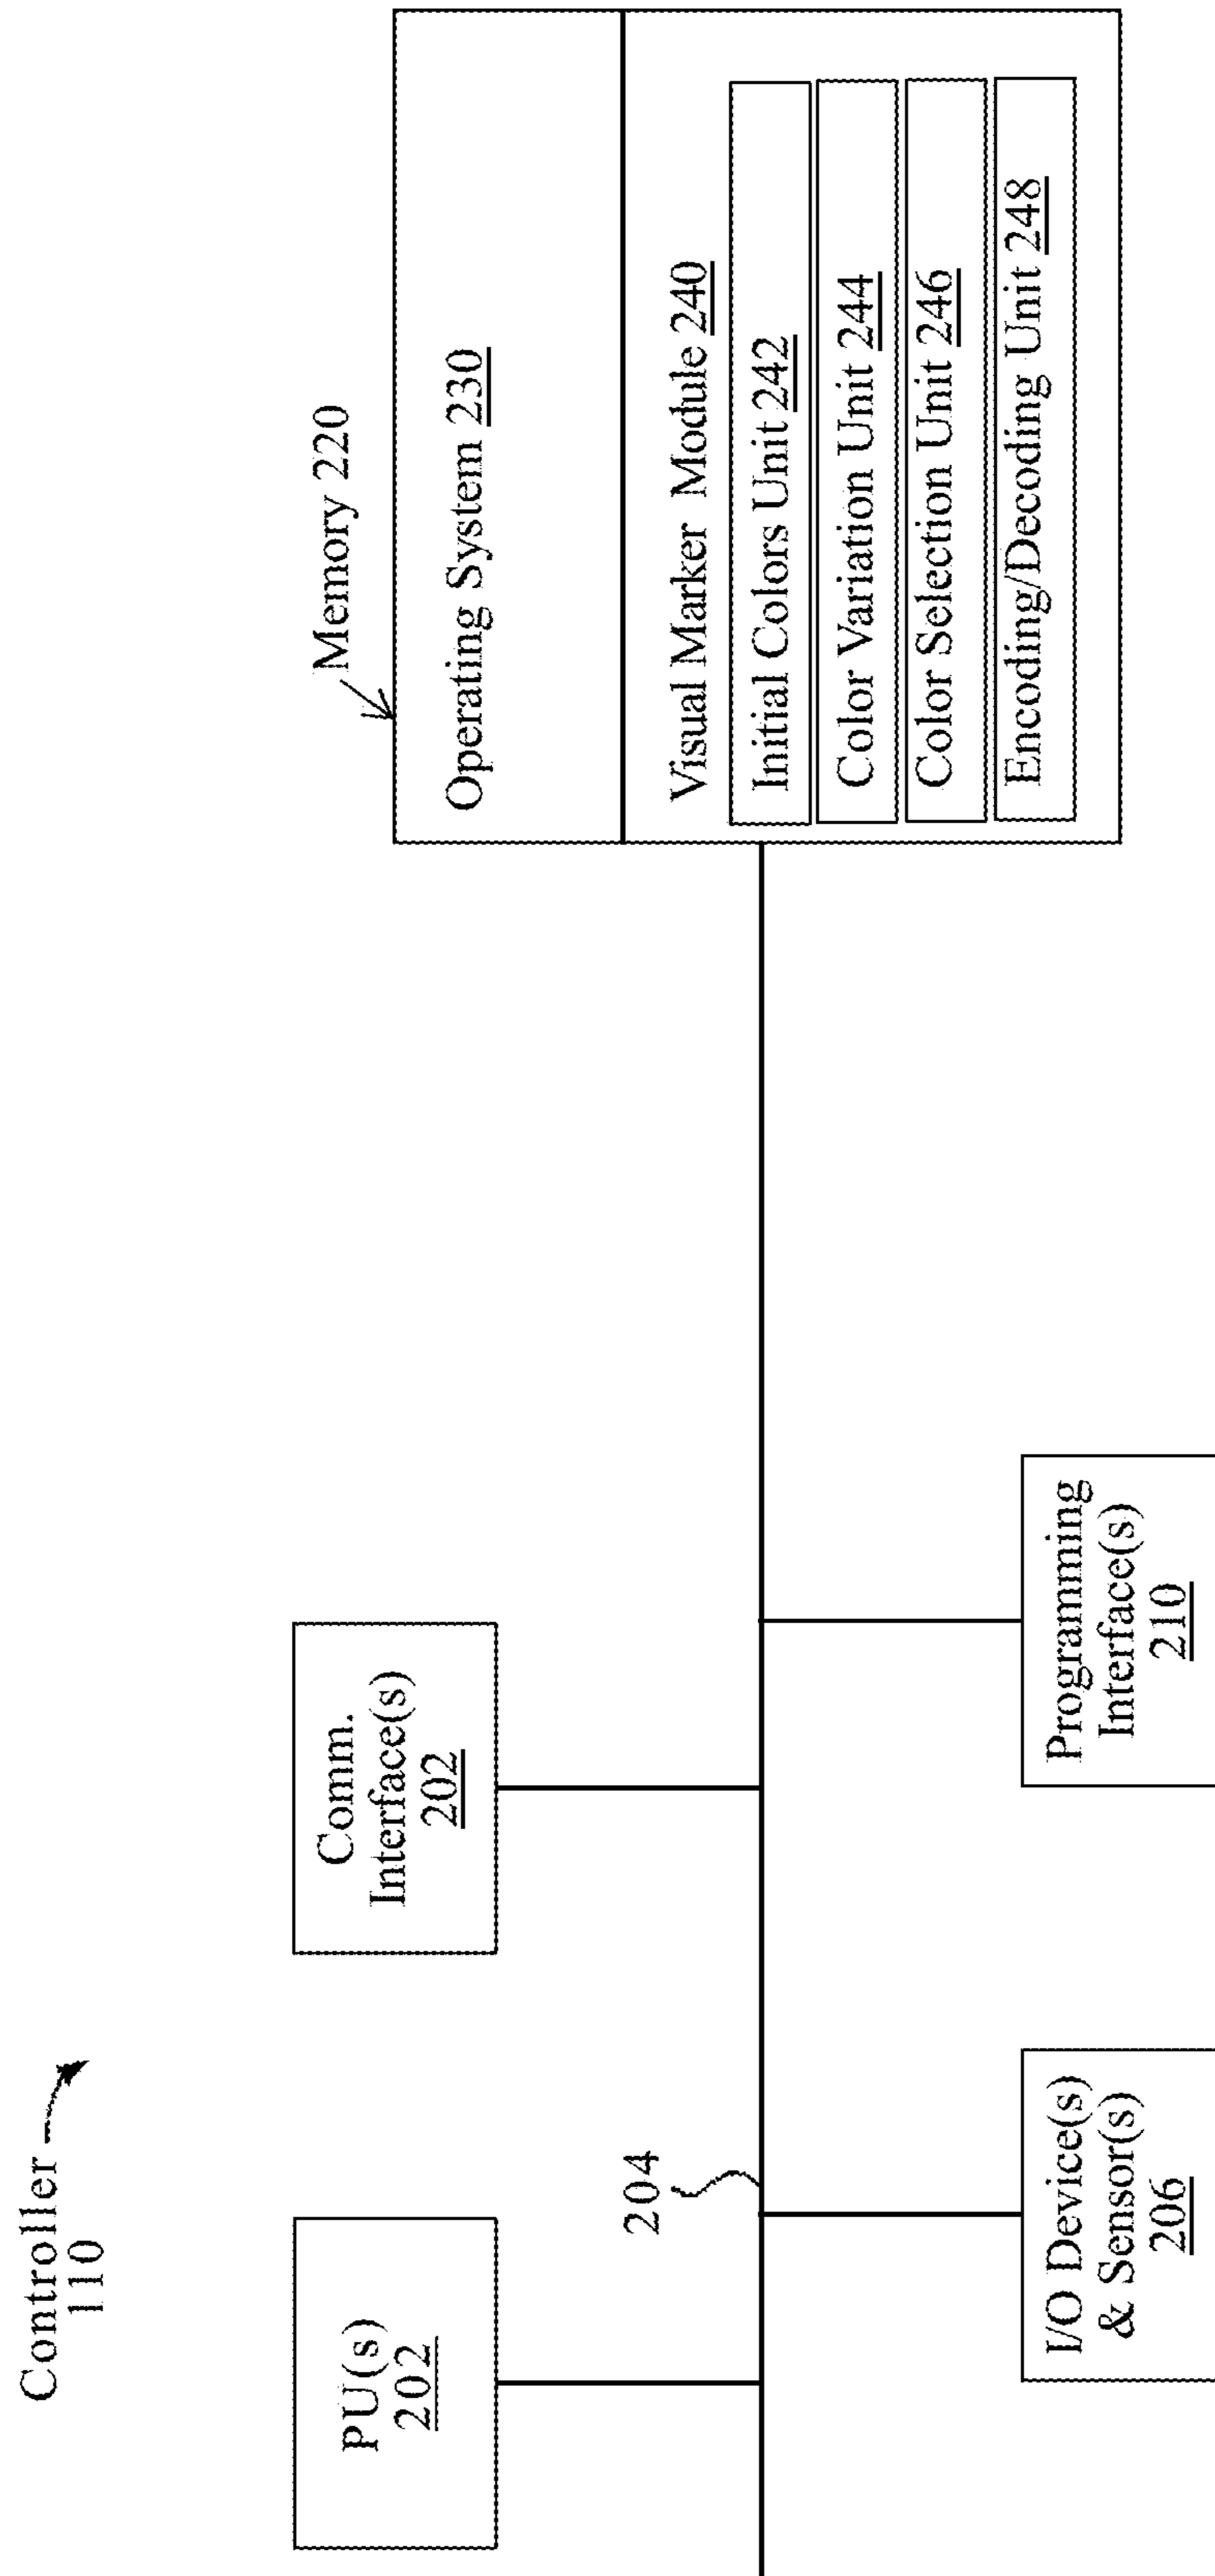 Controller
110
PU(s)
202
Comm.
Interface(s)
202
204
I/O Device(s)
& Sensor(s)
206
Programming
Interface(s)
210
Memory 220
Operating System 230
Visual Marker Module 240
Initial Colors Unit 242
Color Variation Unit 244
Color Selection Unit 246
Encoding/Decoding Unit 248